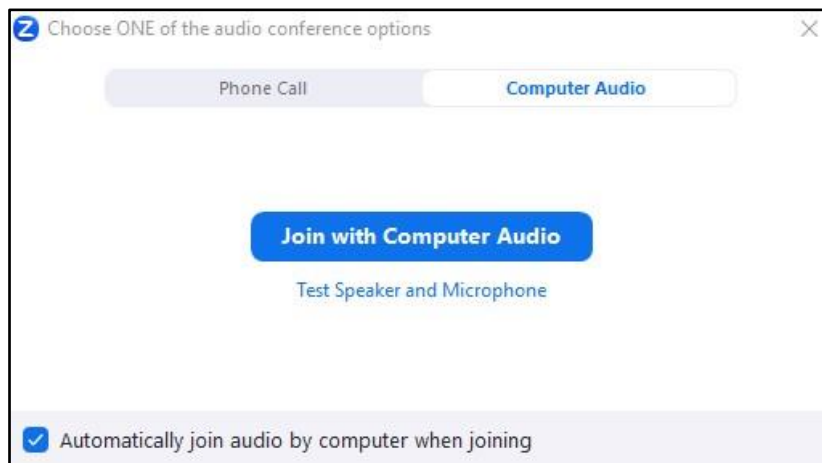 Choose ONE of the audio conference options
Phone Call Computer Audio
Join with Computer Audio
Test Speaker and Microphone
Automatically join audio by computer when joining